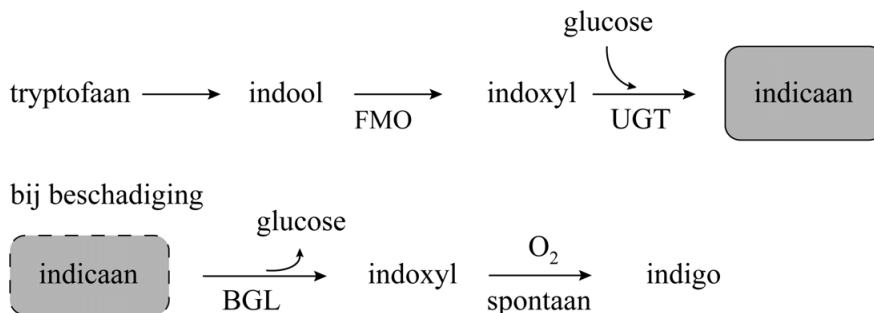 glucose
tryptofaan indool FMO indoxyl UGT indicaan
bij beschadiging
glucose
indicaan BGL indoxyl O2 spontaan indigo